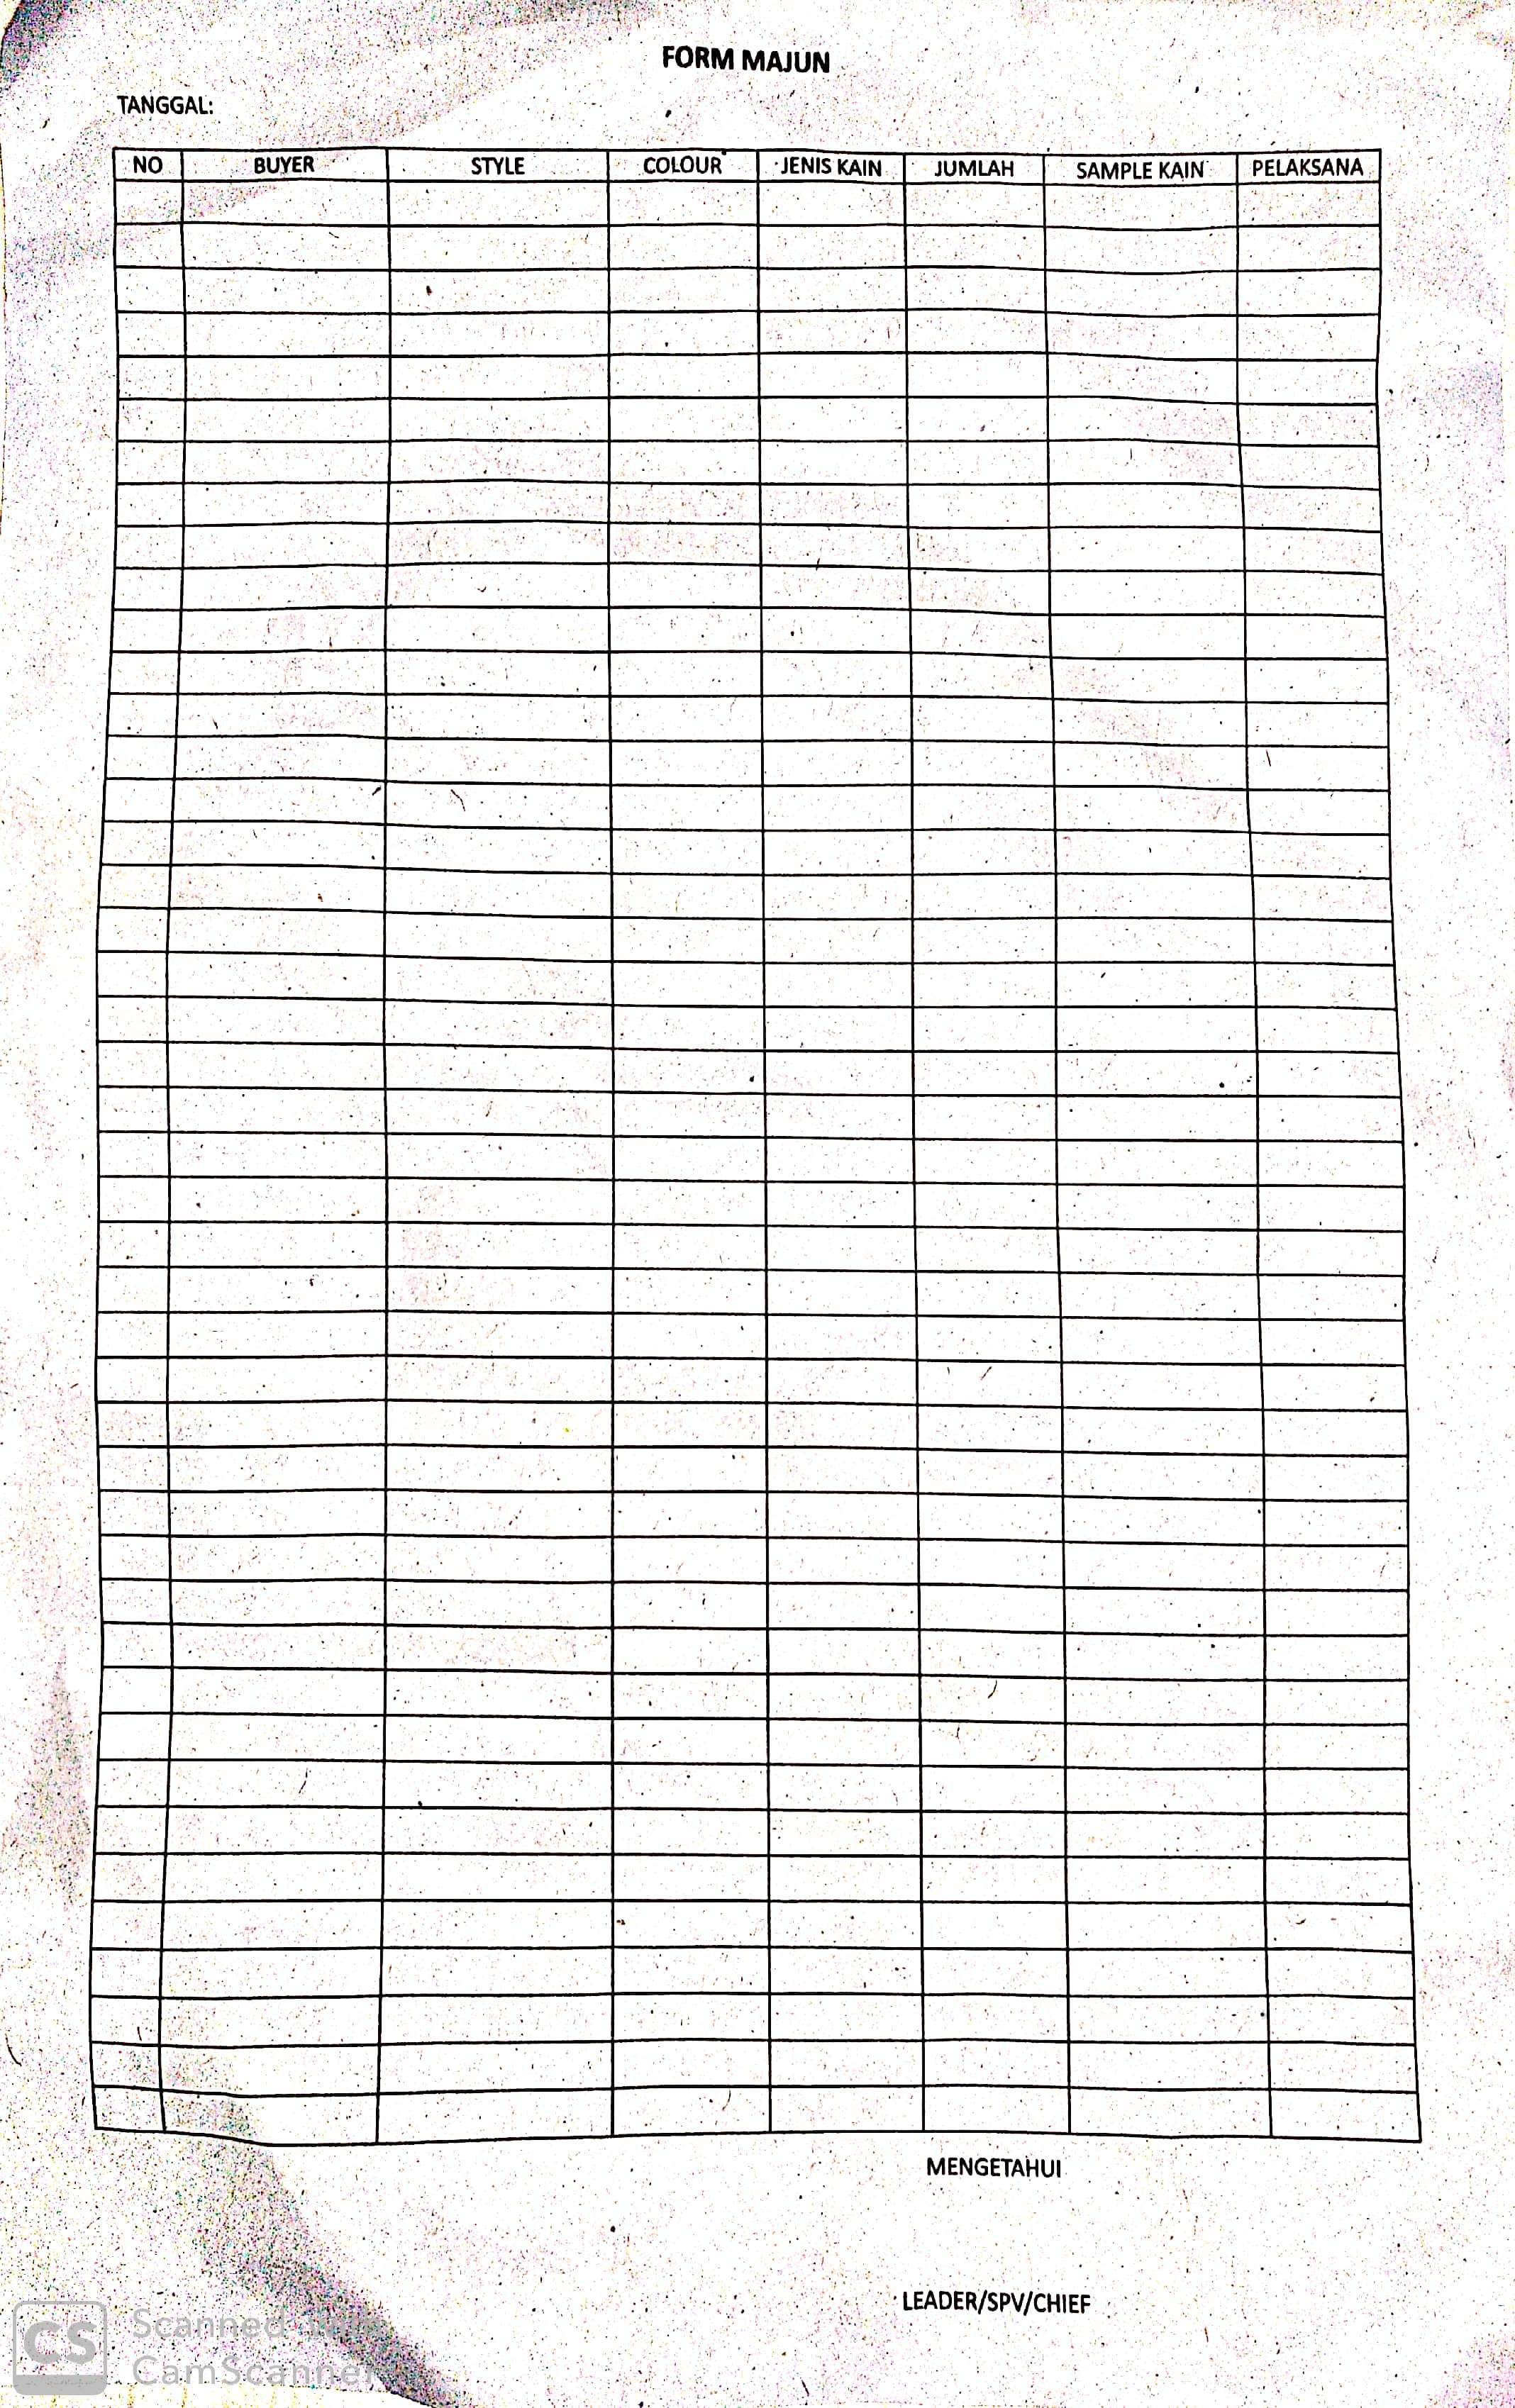 FORM MAJUN
TANGGAL:
NO BUYER STYLE COLOUR JENIS KAIN JUMLAH SAMPLE KAIN PELAKSANA
MENGETAHUI
LEADER/SPV/CHIEF
CS Scanned with
CamScanner